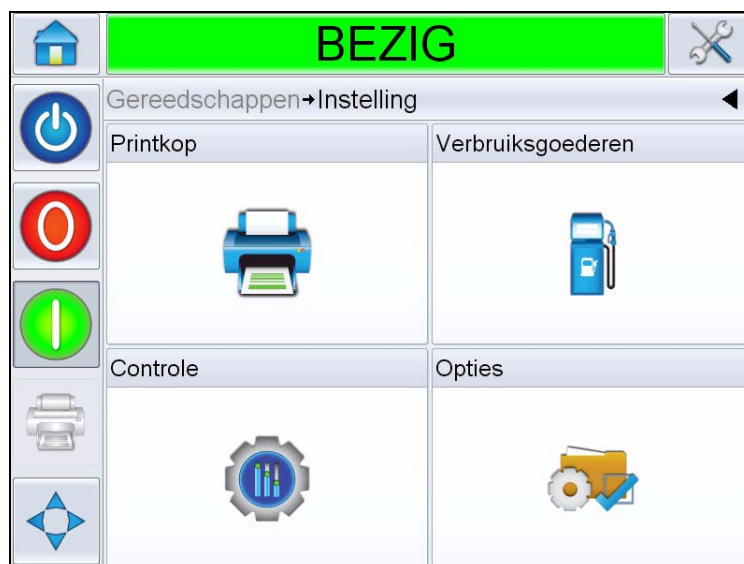 BEZIG
Gereedschappen→Instelling
Printkop
Verbruiksgoederen
Controle
Opties